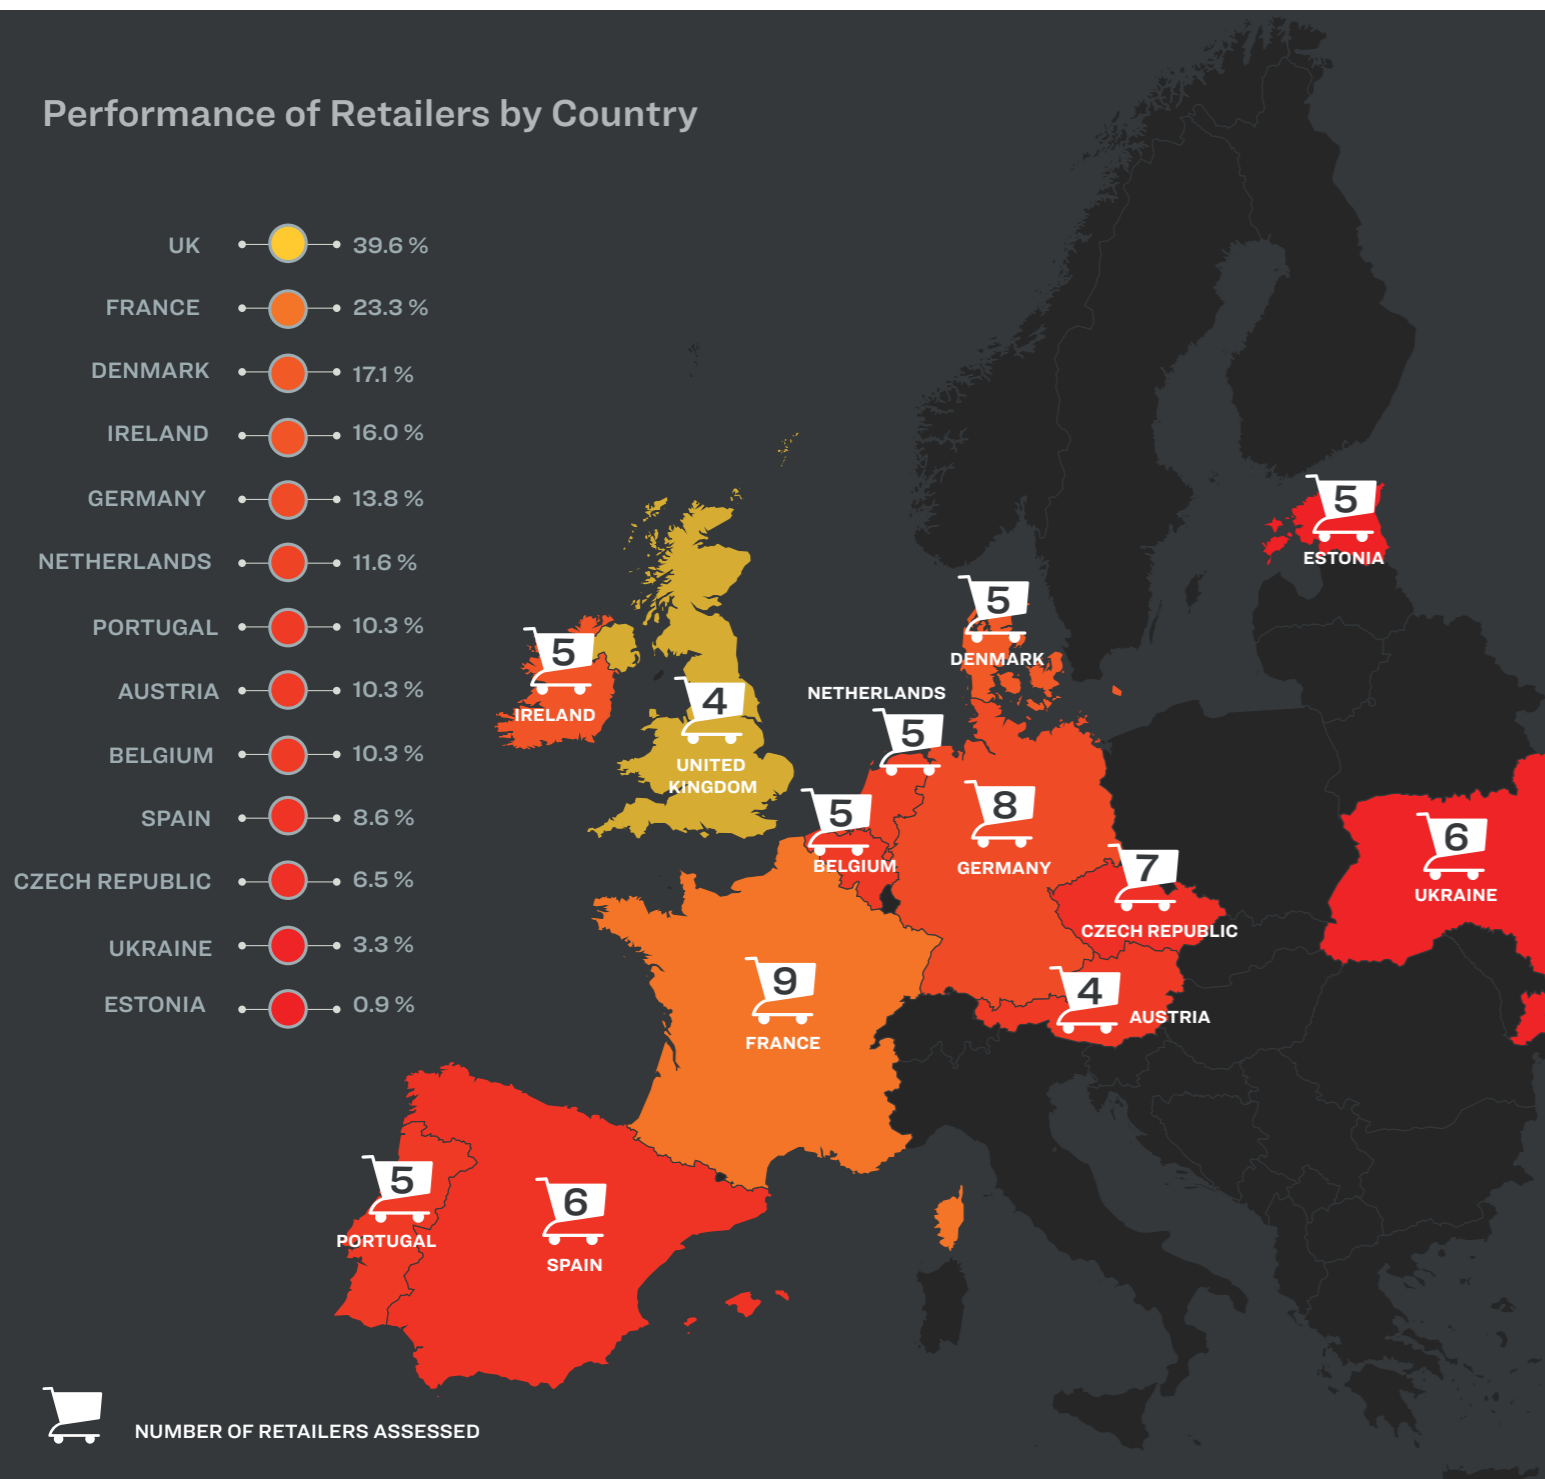 Performance of Retailers by Country
UK 39.6 %
FRANCE 23.3 %
DENMARK 17.1 %
IRELAND 16.0 %
GERMANY 13.8 %
NETHERLANDS 11.6 %
PORTUGAL 10.3 %
AUSTRIA 10.3 %
BELGIUM 10.3 %
SPAIN 8.6 %
CZECH REPUBLIC 6.5 %
UKRAINE 3.3 %
ESTONIA 0.9 %
5
ESTONIA
5
DENMARK
5
IRELAND
4
UNITED
KINGDOM
NETHERLANDS
5
5
BELGIUM
8
GERMANY
7
CZECH REPUBLIC
6
UKRAINE
9
FRANCE
4
AUSTRIA
5
PORTUGAL
6
SPAIN
NUMBER OF RETAILERS ASSESSED